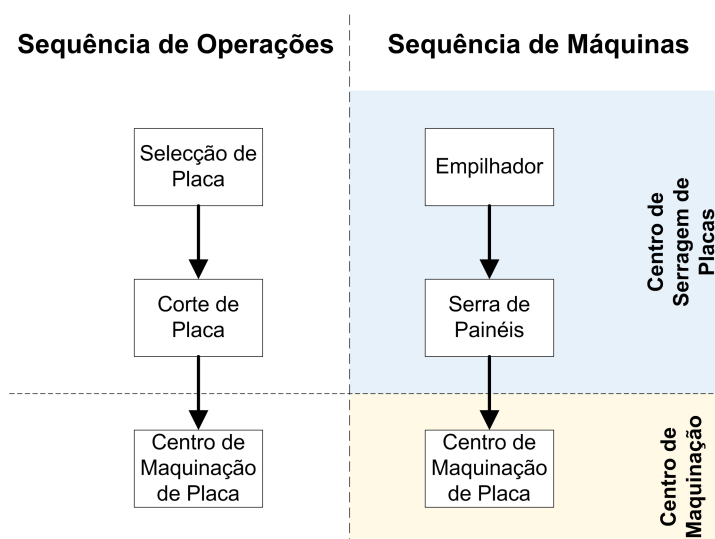 Sequência de Operações
Sequência de Máquinas
Selecção de
Placa
Empilhador
Centro de
Serragem de
Placas
Corte de
Placa
Serra de
Painéis
Centro de
Maquinação
de Placa
Centro de
Maquinação
de Placa
Centro de
Maquinação